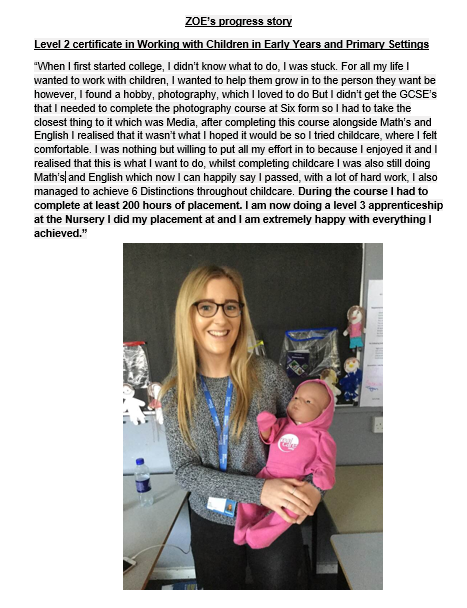 ZOE's progress story
Level 2 certificate in Working with Children in Early Years and Primary Settings
“When I first started college, I didn’t know what to do, I was stuck. For all my life I
wanted to work with children, I wanted to help them grow in to the person they want be
however, I found a hobby, photography, which I loved to do But I didn’t get the GCSE’s
that I needed to complete the photography course at Six form so I had to take the
closest thing to it which was Media, after completing this course alongside Math’s and
English I realised that it wasn’t what I hoped it would be so I tried childcare, where I felt
comfortable. I was nothing but willing to put all my effort in to because I enjoyed it and I
realised that this is what I want to do, whilst completing childcare I was also still doing
Math’s and English which now I can happily say I passed, with a lot of hard work, I also
managed to achieve 6 Distinctions throughout childcare. During the course I had to
complete at least 200 hours of placement. I am now doing a level 3 apprenticeship
at the Nursery I did my placement at and I am extremely happy with everything I
achieved.”